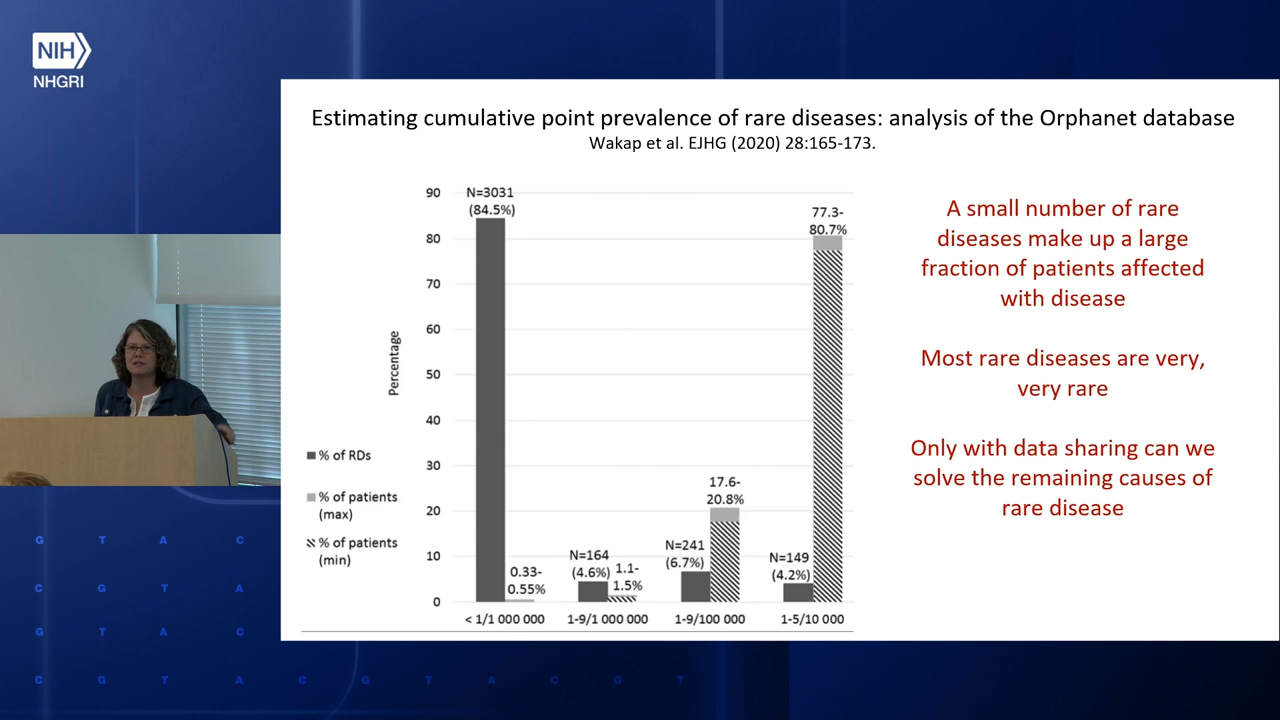 NIH
NHGRI
Estimating cumulative point prevalence of rare diseases: analysis of the Orphanet database
Wakap et al. EJHG (2020) 28:165-173.
90
80
70
60
50
40
30
20
10
0
Percentage
N=3031
(84.5%)
0.33-
0.55%
N=164
(4.6%)
1.1-
1.5%
N=241
(6.7%)
17.6-
20.8%
N=149
(4.2%)
77.3-
80.7%
< 1/1 000 000
1-9/1 000 000
1-9/100 000
1-5/10 000
% of RDs
% of patients
(max)
% of patients
(min)
A small number of rare
diseases make up a large
fraction of patients affected
with disease
Most rare diseases are very,
very rare
Only with data sharing can we
solve the remaining causes of
rare disease
G T A C
C G T A
G T A C
C G T A C G T A C G T